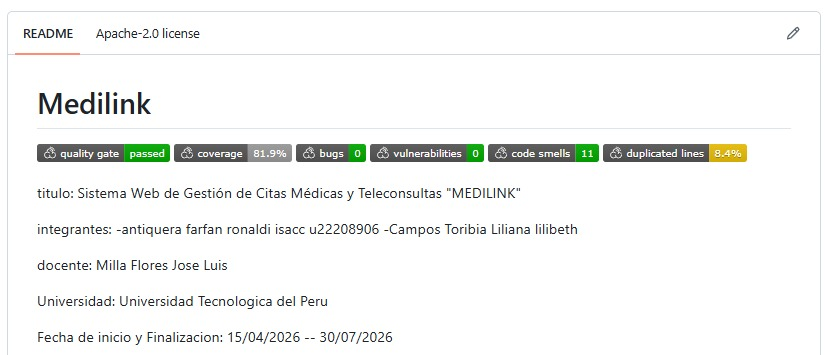 README Apache-2.0 license
Medilink
quality gate passed coverage 81.9% bugs 0 vulnerabilities 0 code smells 11 duplicated lines 8.4%
titulo: Sistema Web de Gestión de Citas Médicas y Teleconsultas "MEDILINK"
integrantes: -antiquera farfan ronaldi isacc u22208906 -Campos Toribia Liliana lilibeth
docente: Milla Flores Jose Luis
Universidad: Universidad Tecnologica del Peru
Fecha de inicio y Finalizacion: 15/04/2026 -- 30/07/2026